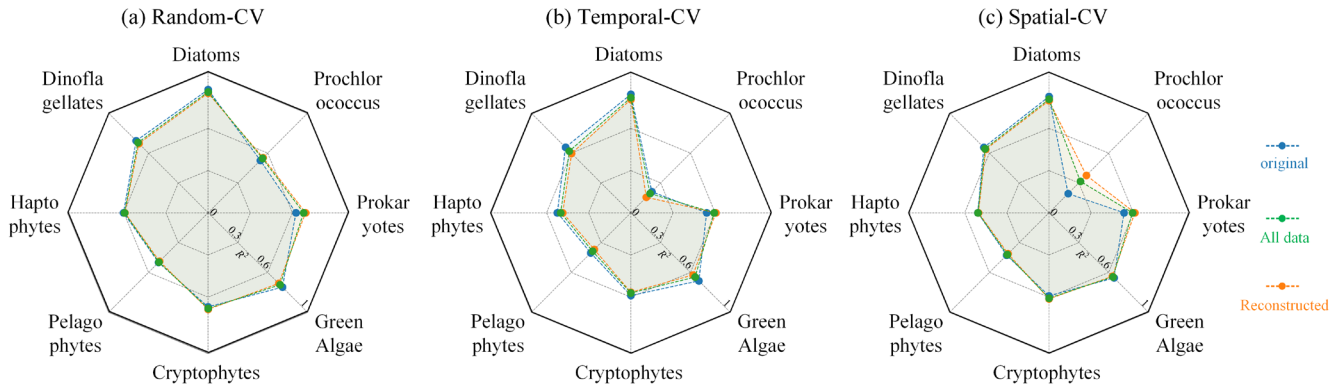 (a) Random-CV
Diatoms
Dinofla
gellates
Prochlor
ococcus
Hapto
phytes
Prokar
yotes
Pelago
phytes
Green
Algae
Cryptophytes
0
0.3
R²
0.6
1
(b) Temporal-CV
Diatoms
Dinofla
gellates
Prochlor
ococcus
Hapto
phytes
Prokar
yotes
Pelago
phytes
Green
Algae
Cryptophytes
0
0.3
R²
0.6
1
(c) Spatial-CV
Diatoms
Dinofla
gellates
Prochlor
ococcus
Hapto
phytes
Prokar
yotes
Pelago
phytes
Green
Algae
Cryptophytes
0
0.3
R²
0.6
1
original
All data
Reconstructed